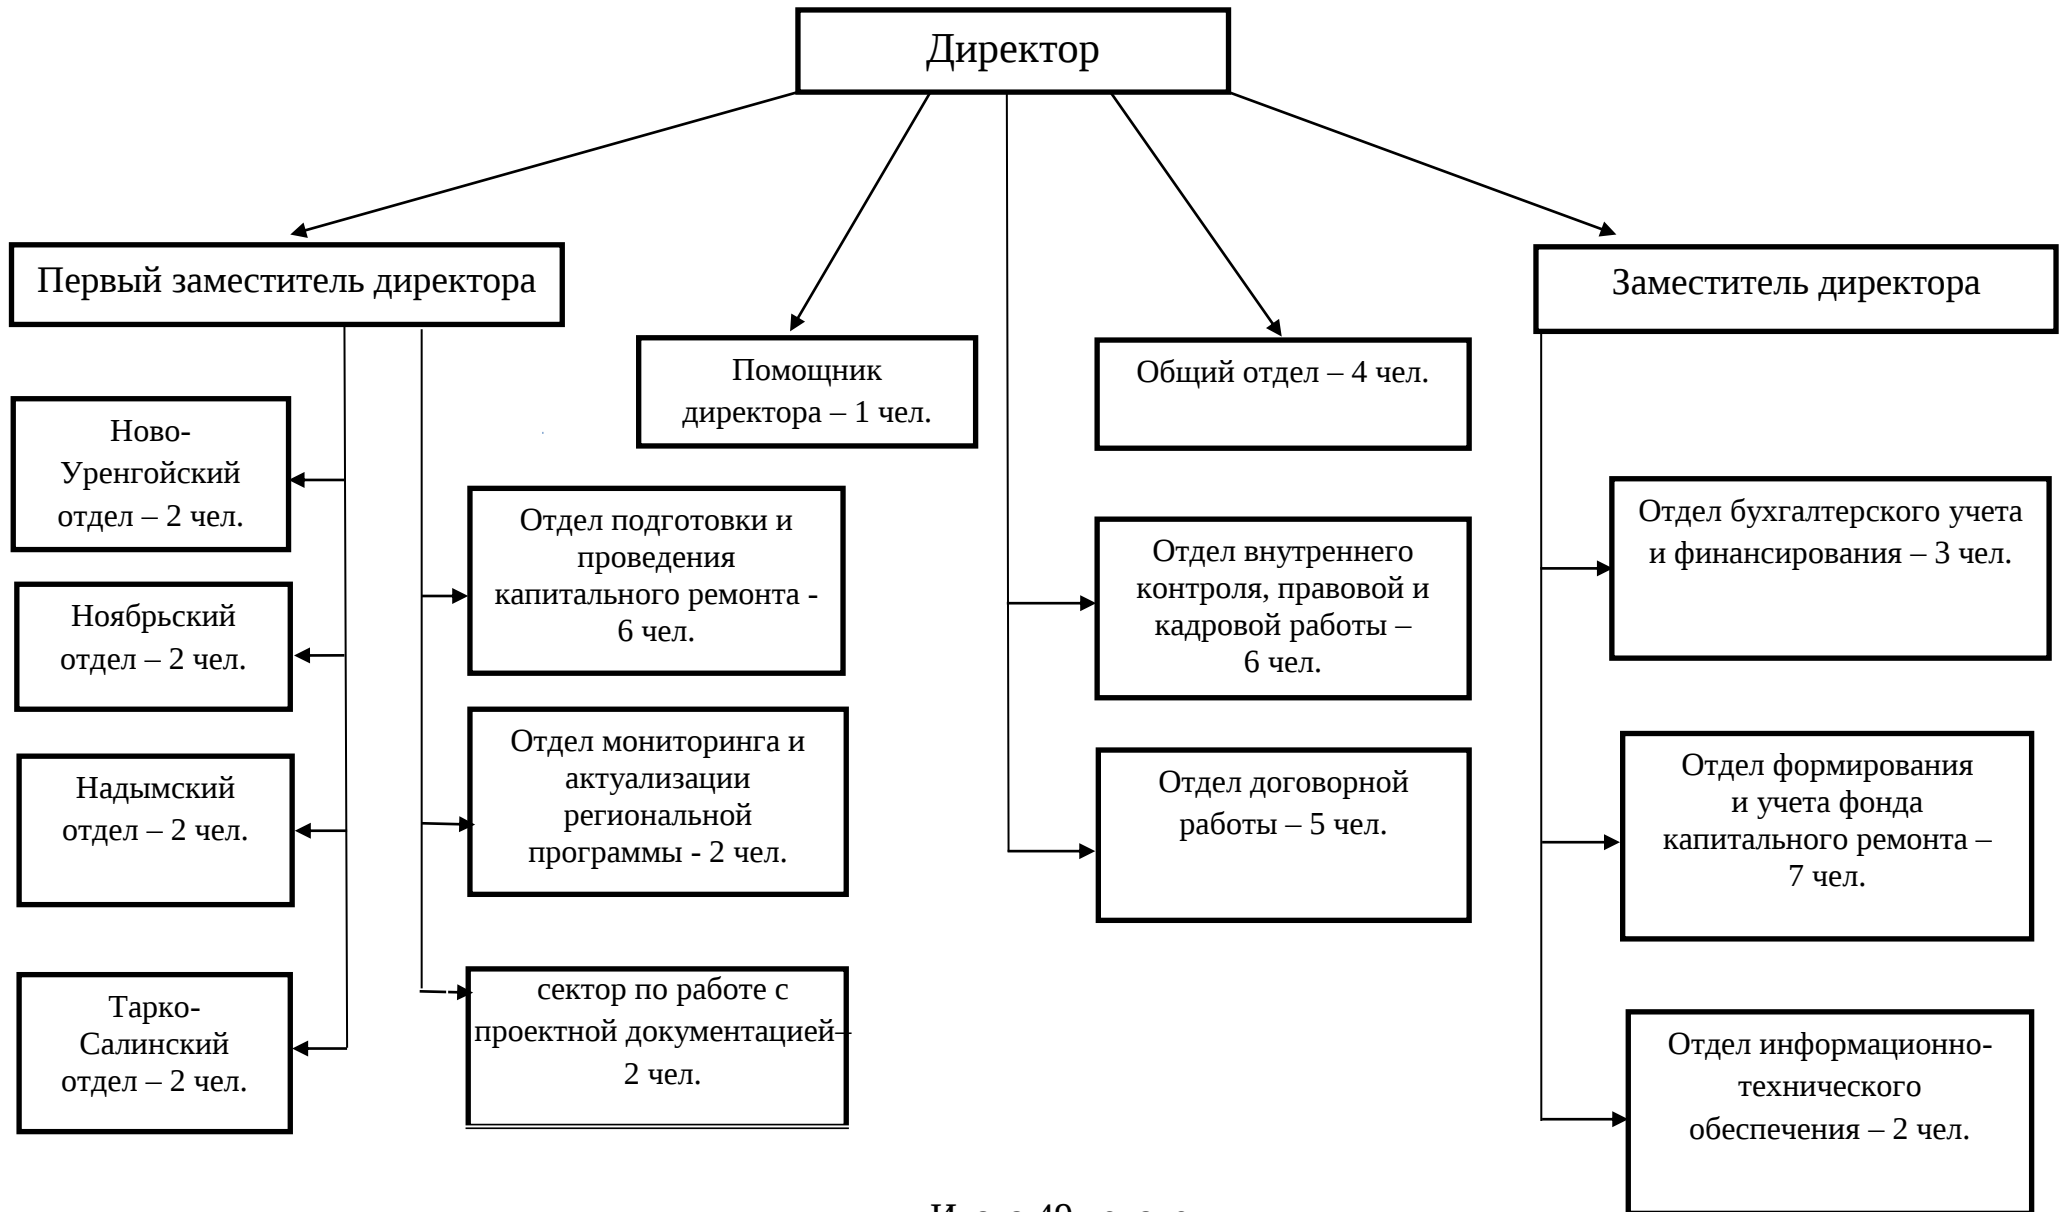 Директор
Первый заместитель директора
Заместитель директора
Помощник
директора – 1 чел.
Общий отдел – 4 чел.
Ново-
Уренгойский
отдел – 2 чел.
Ноябрьский
отдел – 2 чел.
Надымский
отдел – 2 чел.
Тарко-
Салинский
отдел – 2 чел.
Отдел подготовки и
проведения
капитального ремонта -
6 чел.
Отдел мониторинга и
актуализации
региональной
программы - 2 чел.
сектор по работе с
проектной документацией–
2 чел.
Отдел внутреннего
контроля, правовой и
кадровой работы –
6 чел.
Отдел договорной
работы – 5 чел.
Отдел бухгалтерского учета
и финансирования – 3 чел.
Отдел формирования
и учета фонда
капитального ремонта –
7 чел.
Отдел информационно-
технического
обеспечения – 2 чел.